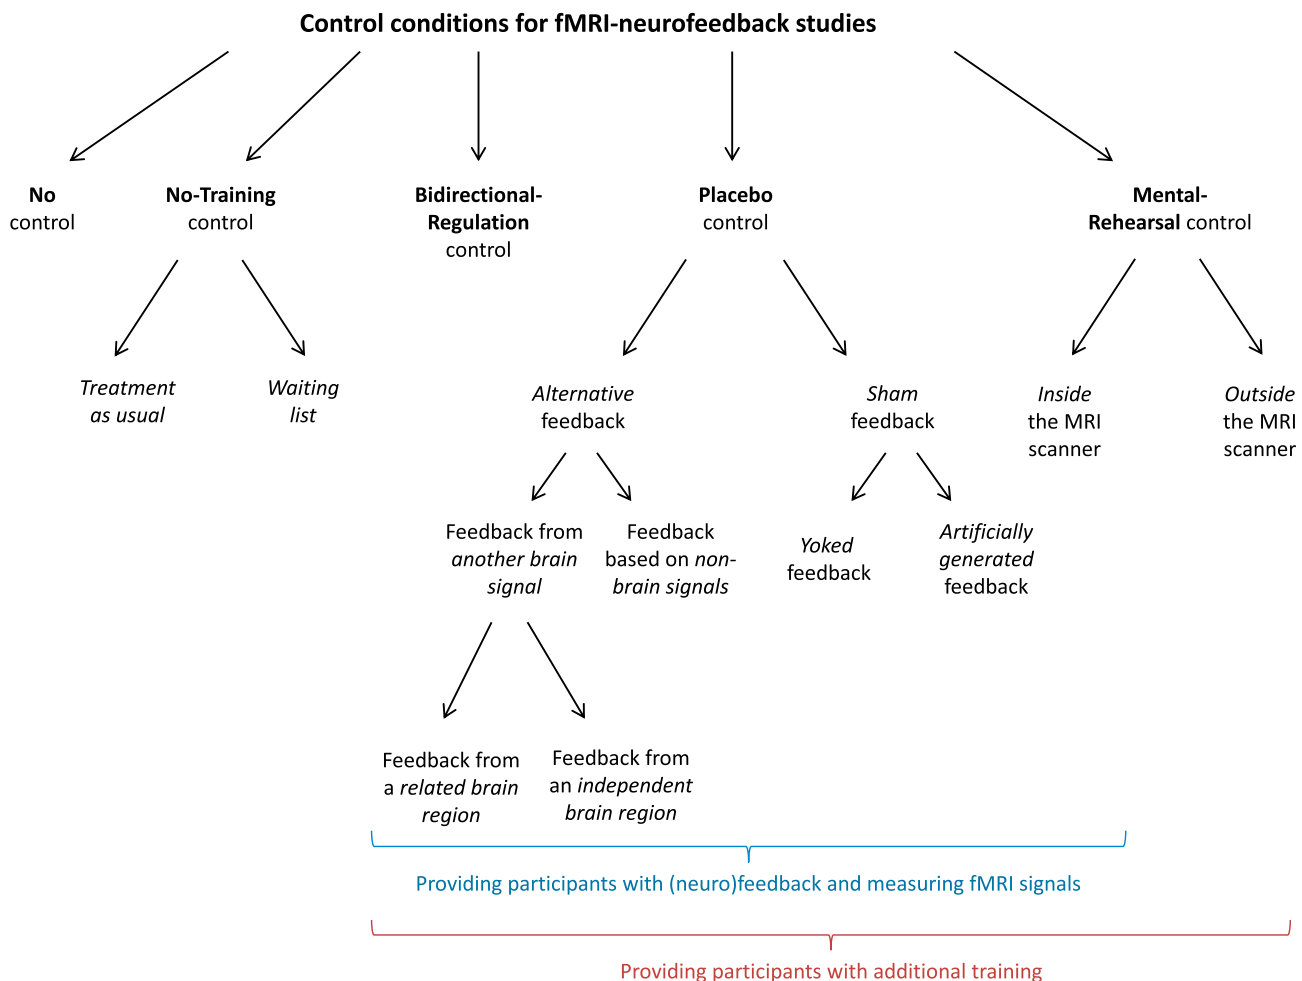 Control conditions for fMRI-neurofeedback studies
No
control
No-Training
control
Bidirectional-
Regulation
control
Placebo
control
Mental-
Rehearsal control
Treatment
as usual
Waiting
list
Alternative
feedback
Sham
feedback
Inside
the MRI
scanner
Outside
the MRI
scanner
Feedback from
another brain
signal
Feedback
based on non-
brain signals
Yoked
feedback
Artificially
generated
feedback
Feedback from
a related brain
region
Feedback from
an independent
brain region
Providing participants with (neuro)feedback and measuring fMRI signals
Providing participants with additional training